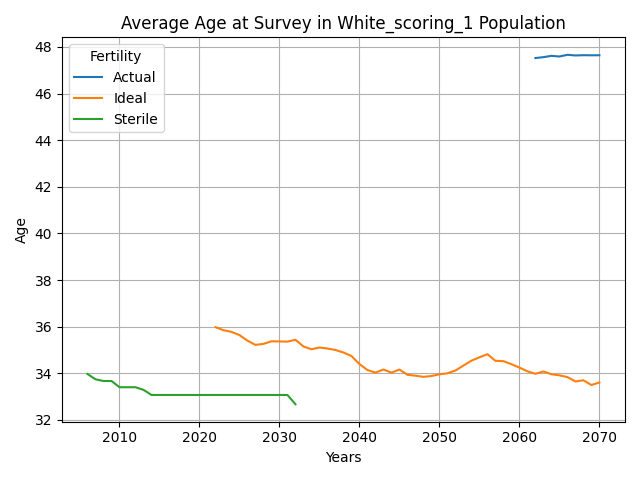 Average Age at Survey in White_scoring_1 Population
Fertility
Actual
Ideal
Sterile
48
46
44
42
40
38
36
34
32
Age
2010 2020 2030 2040 2050 2060 2070
Years